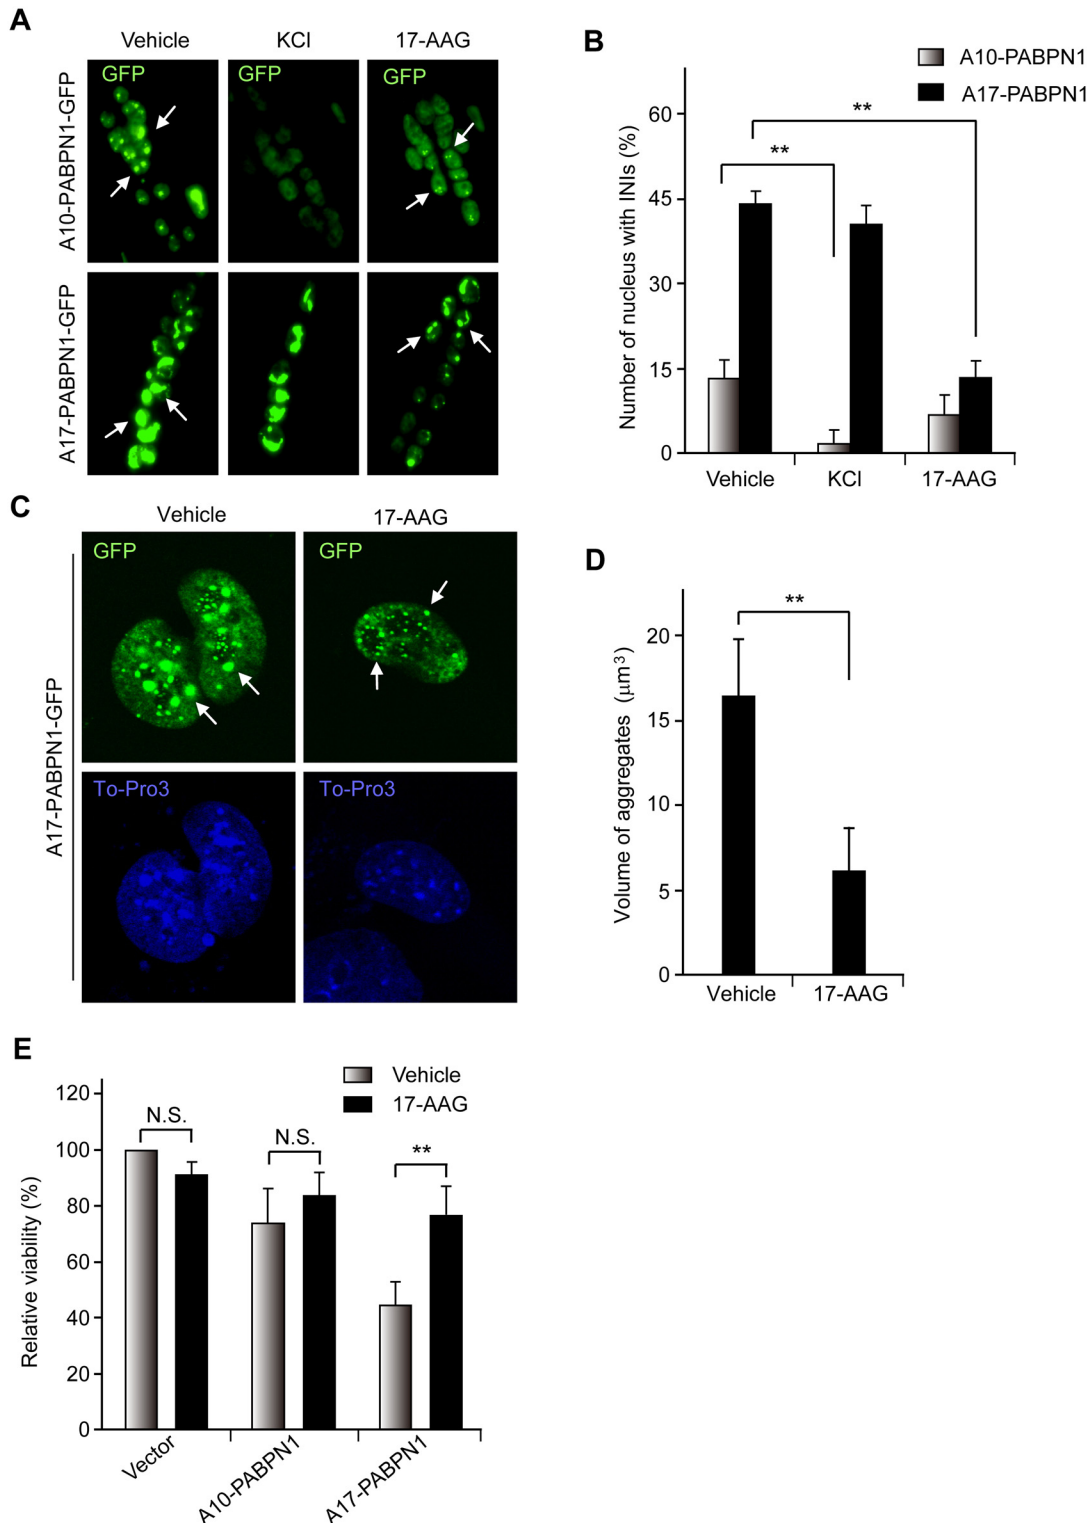 A
Vehicle
KCl
17-AAG
A10-PABPN1-GFP
GFP
GFP
GFP
A17-PABPN1-GFP
B
A10-PABPN1
A17-PABPN1
Number of nucleus with INIs (%)
60
45
30
15
0
**
**
Vehicle
KCl
17-AAG
C
Vehicle
17-AAG
A17-PABPN1-GFP
GFP
GFP
To-Pro3
To-Pro3
D
Volume of aggregates (μm³)
20
15
10
5
0
**
Vehicle
17-AAG
E
Vehicle
17-AAG
Relative viability (%)
120
100
80
60
40
20
0
N.S.
N.S.
**
Vector
A10-PABPN1
A17-PABPN1